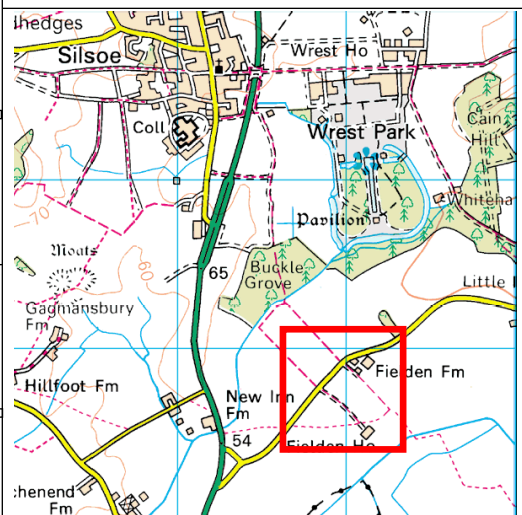 lhedges
Silsoe
Wrest Ho
Coll
Wrest Park
Cain
Hill
Whiteha
Pavilion
70
Moats
60
65
Buckle
Grove
Little
Gagmansbury
Fm
Fielden Fm
Hillfoot Fm
New Inn
Fm
54
Fielden Ho
chenend
Fm